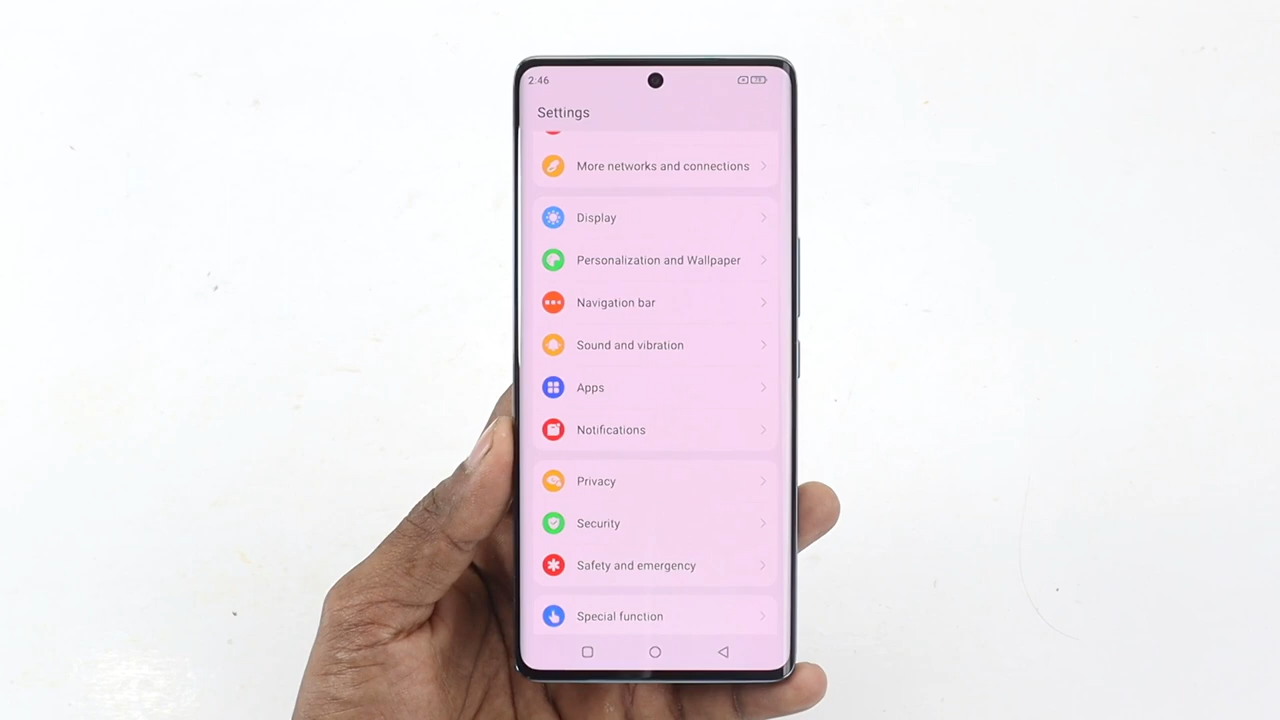 2:46
78
Settings
More networks and connections
Display
Personalization and Wallpaper
Navigation bar
Sound and vibration
Apps
Notifications
Privacy
Security
Safety and emergency
Special function